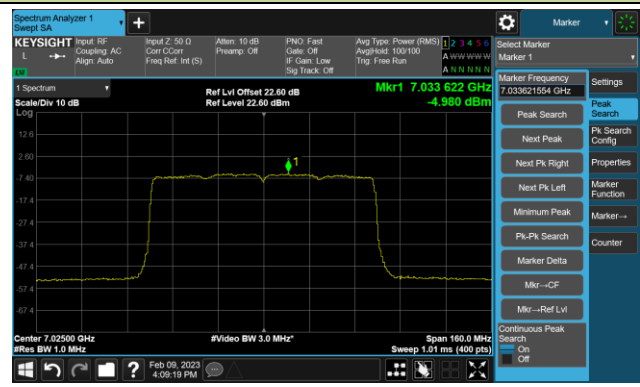 Spectrum Analyzer 1
Swept SA
Marker
KEYSIGHT
L
LV
Input: RF
Coupling: AC
Align: Auto
Input Z: 50 Ω
Corr CCorr
Freq Ref: Int (S)
Atten: 10 dB
Preamp: Off
PNO: Fast
Gate: Off
IF Gain: Low
Sig Track: Off
Avg Type: Power (RMS)
Avg|Hold: 100/100
Trig: Free Run
1 2 3 4 5 6
A W W W W W
A N N N N N
Select Marker
Marker 1
1 Spectrum
Scale/Div 10 dB
Log
Ref Lvl Offset 22.60 dB
Ref Level 22.60 dBm
Mkr1 7.033 622 GHz
-4.980 dBm
12.6
2.60
-7.40
-17.4
-27.4
-37.4
-47.4
-57.4
-67.4
1
Center 7.02500 GHz
#Res BW 1.0 MHz
#Video BW 3.0 MHz*
Span 160.0 MHz
Sweep 1.01 ms (400 pts)
Marker Frequency
7.033621554 GHz
Peak Search
Next Peak
Next Pk Right
Next Pk Left
Minimum Peak
Pk-Pk Search
Marker Delta
Mkr→CF
Mkr→Ref Lvl
Continuous Peak
Search
On
Off
Settings
Peak
Search
Pk Search
Config
Properties
Marker
Function
Marker→
Counter
?
Feb 09, 2023
4:09:19 PM